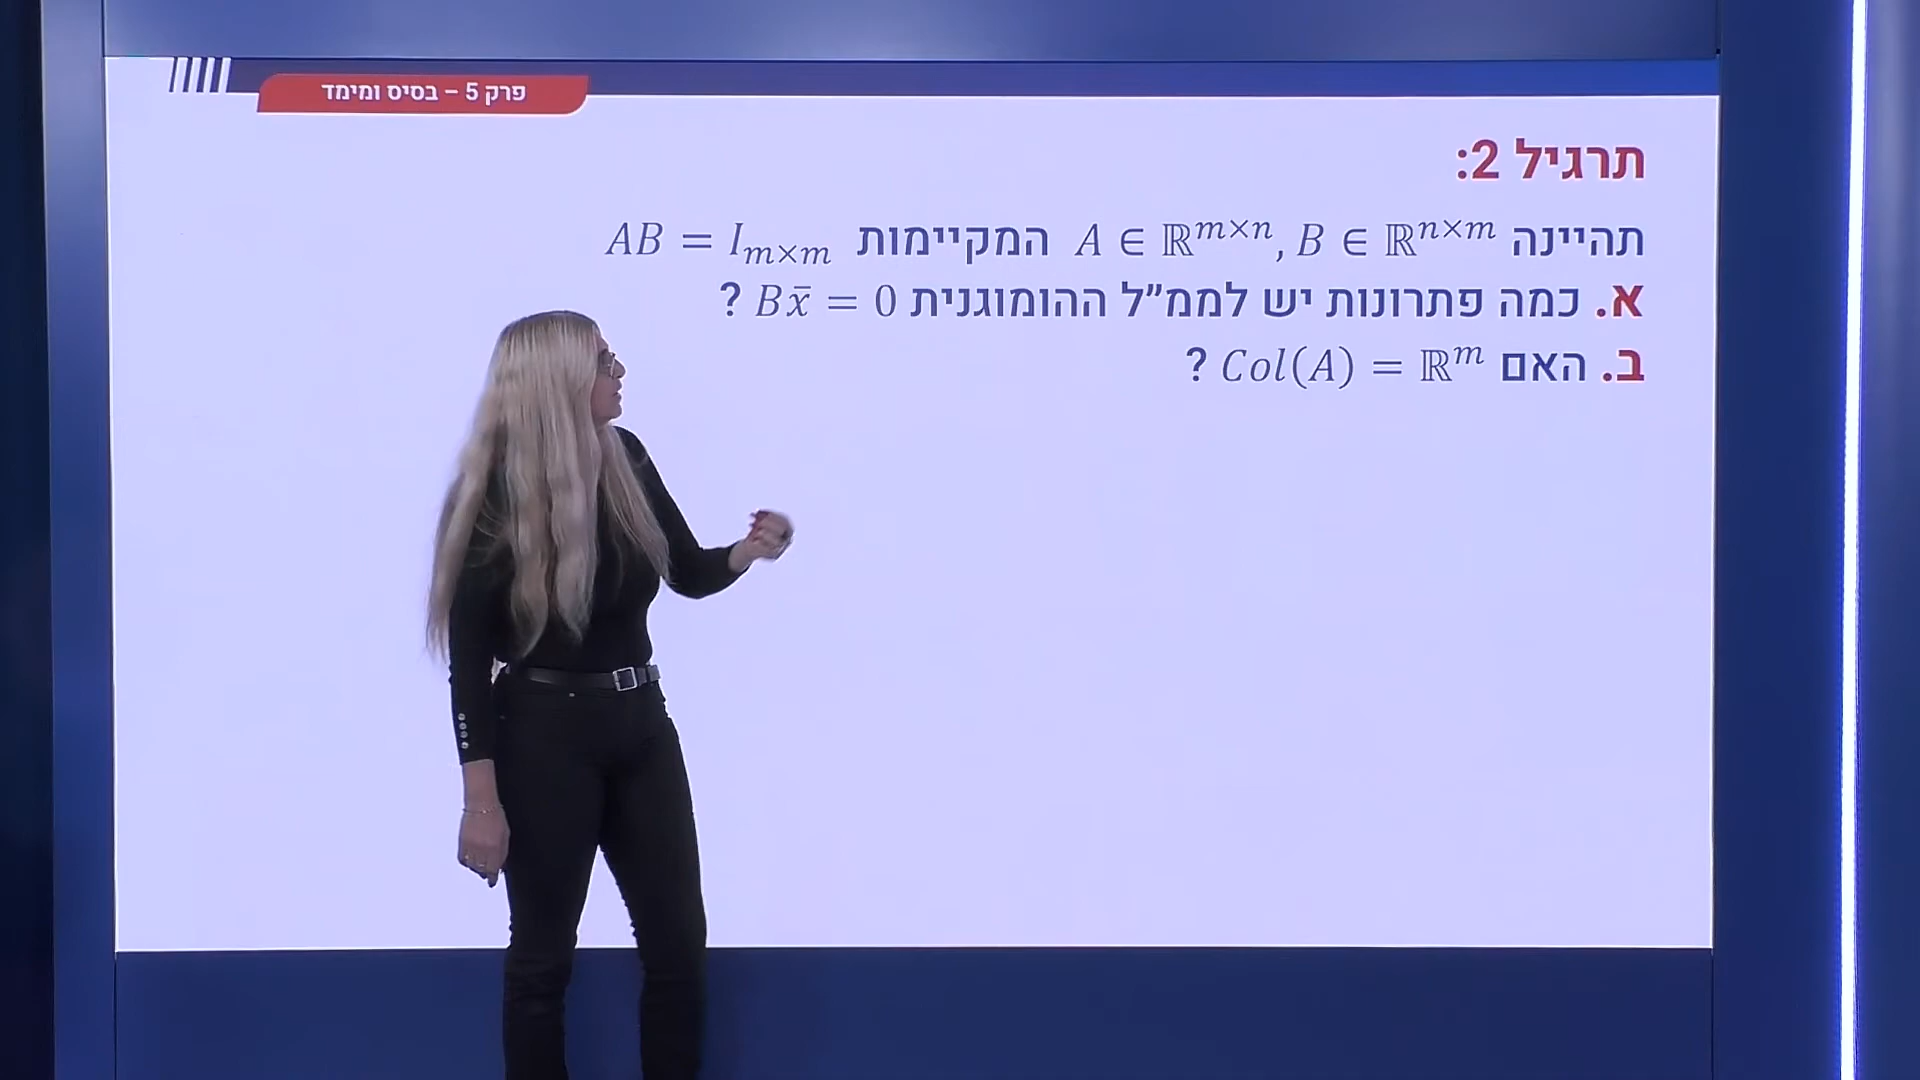 פרק 5 – בסיס ומימד
תרגיל 2:
תהיינה A ∈ ℝ^{m×n}, B ∈ ℝ^{n×m} המקיימות AB = I_{m×m}
א. כמה פתרונות יש לממ״ל ההומוגנית Bx̄ = 0 ?
ב. האם Col(A) = ℝ^m ?